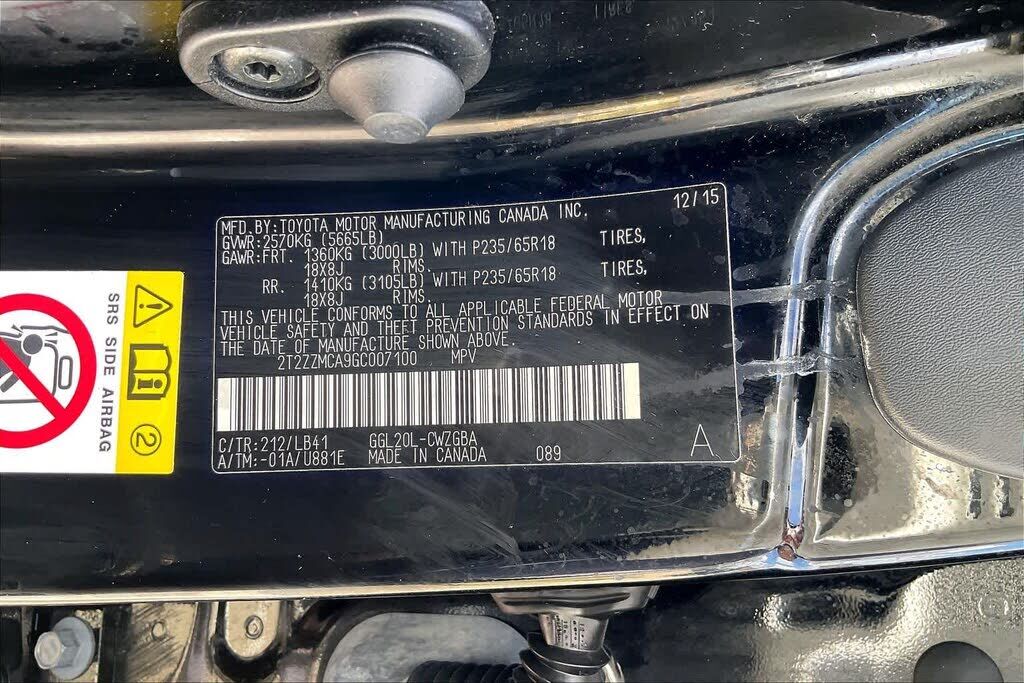 12/15
MFD. BY: TOYOTA MOTOR MANUFACTURING CANADA INC.
GVWR: 2570KG (5665LB)
GAWR: FRT. 1360KG (3000LB) WITH P235/65R18 TIRES,
18X8J RIMS.
RR. 1410KG (3105LB) WITH P235/65R18 TIRES,
18X8J RIMS.
THIS VEHICLE CONFORMS TO ALL APPLICABLE FEDERAL MOTOR
VEHICLE SAFETY AND THEFT PREVENTION STANDARDS IN EFFECT ON
THE DATE OF MANUFACTURE SHOWN ABOVE.
2T2ZZMCA9GC007100 MPV
C/TR: 212/LB41 GGL20L-CWZGBA
A/TM: -01A/U881E MADE IN CANADA 089 A
SRS SIDE AIRBAG
2